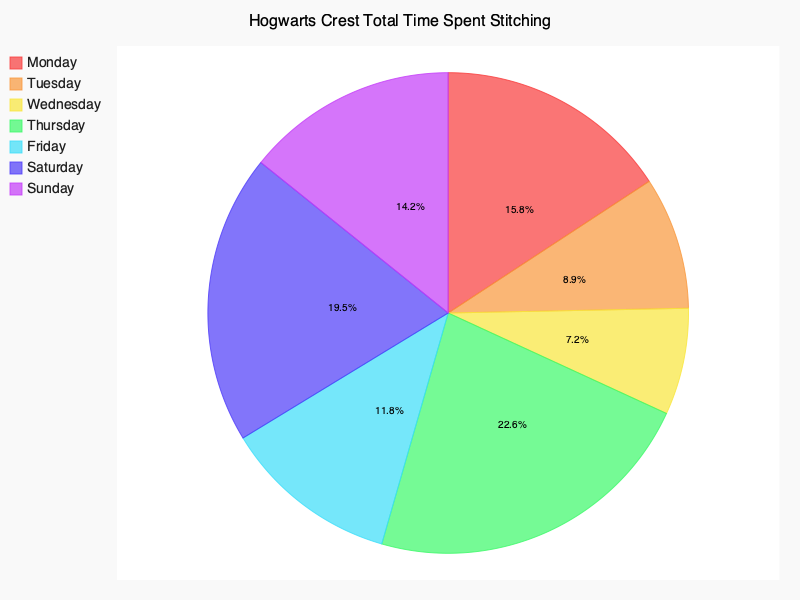 Hogwarts Crest Total Time Spent Stitching
Monday
Tuesday
Wednesday
Thursday
Friday
Saturday
Sunday
14.2%
15.8%
8.9%
19.5%
7.2%
11.8%
22.6%